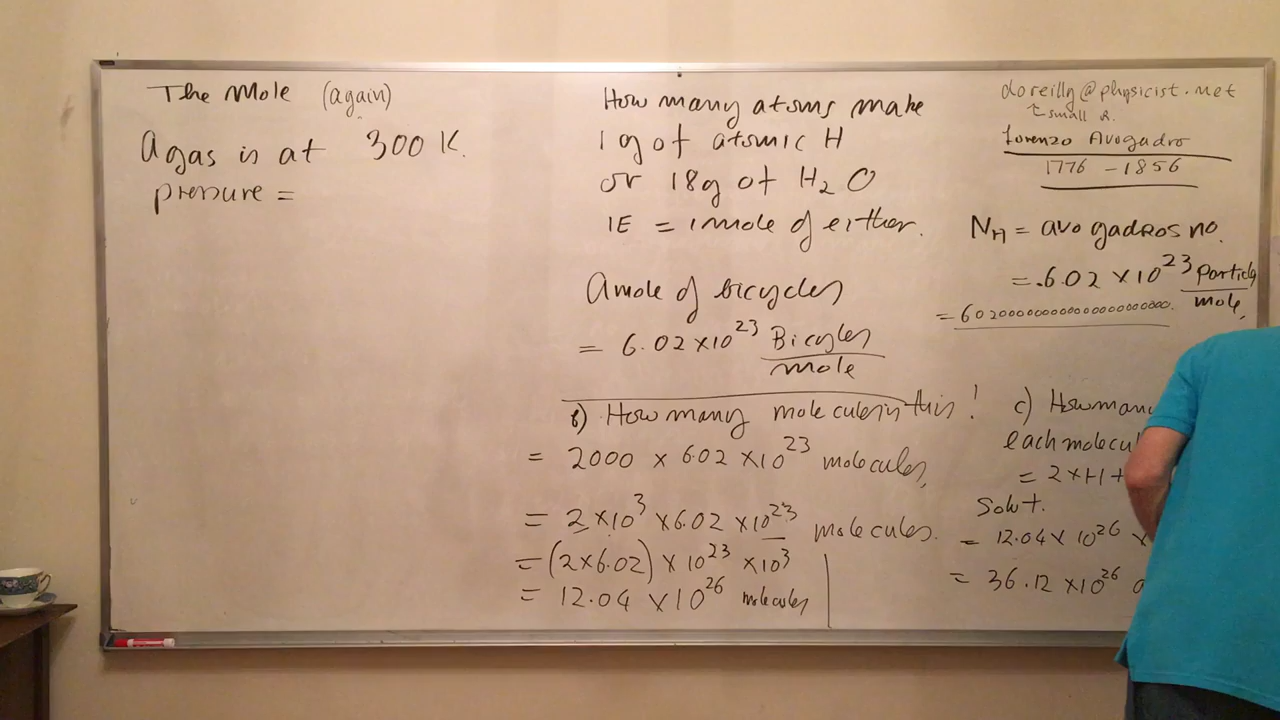 The Mole (again)
A gas is at 300 K.
pressure =
How many atoms make
1 g of atomic H
or 18g of H2O
IE = 1 mole of either.
A mole of bicycles
= 6.02 × 10^23 Bicycles
mole
b) How many molecules in this!
= 2000 × 6.02 × 10^23 molecules,
= 2 × 10^3 × 6.02 × 10^23 molecules.
= (2×6.02) × 10^23 × 10^3
= 12.04 × 10^26 molecules
doreilly@physicist.net
↑ small
Lorenzo Avogadro
1776 – 1856
NA = avogadros no.
= 6.02 × 10^23 Particles
mole,
c) How many
each molecul
= 2×H +
Solut.
= 12.04 × 10^26 ×
= 36.12 × 10^26